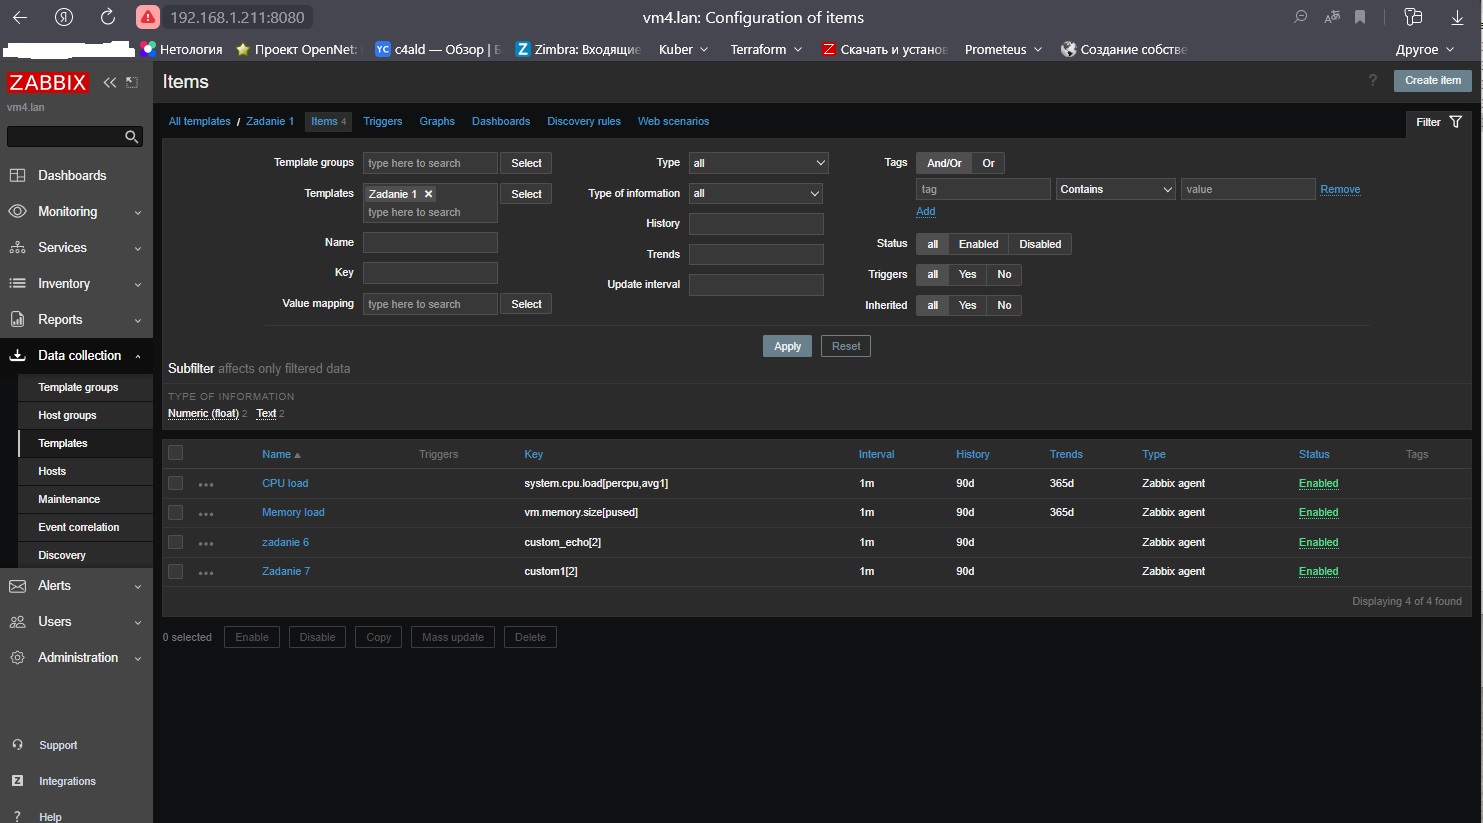 192.168.1.211:8080 vm4.lan: Configuration of items
Нетология Проект OpenNet: YC c4ald — Обзор | Б Z Zimbra: Входящие Kuber Terraform Z Скачать и установ Prometeus Создание собстве Другое
ZABBIX
vm4.lan
Dashboards
Monitoring
Services
Inventory
Reports
Data collection
Template groups
Host groups
Templates
Hosts
Maintenance
Event correlation
Discovery
Alerts
Users
Administration
Support
Z Integrations
? Help
Items ? Create item
All templates / Zadanie 1 Items 4 Triggers Graphs Dashboards Discovery rules Web scenarios Filter
Template groups type here to search Select
Templates Zadanie 1 Select
type here to search
Name
Key
Value mapping type here to search Select
Type all
Type of information all
History
Trends
Update interval
Tags And/Or Or
tag Contains value Remove
Add
Status all Enabled Disabled
Triggers all Yes No
Inherited all Yes No
Apply Reset
Subfilter affects only filtered data
TYPE OF INFORMATION
Numeric (float) 2 Text 2
Name Triggers Key Interval History Trends Type Status Tags
CPU load system.cpu.load[percpu,avg1] 1m 90d 365d Zabbix agent Enabled
Memory load vm.memory.size[pused] 1m 90d 365d Zabbix agent Enabled
zadanie 6 custom_echo[2] 1m 90d Zabbix agent Enabled
Zadanie 7 custom1[2] 1m 90d Zabbix agent Enabled
Displaying 4 of 4 found
0 selected Enable Disable Copy Mass update Delete